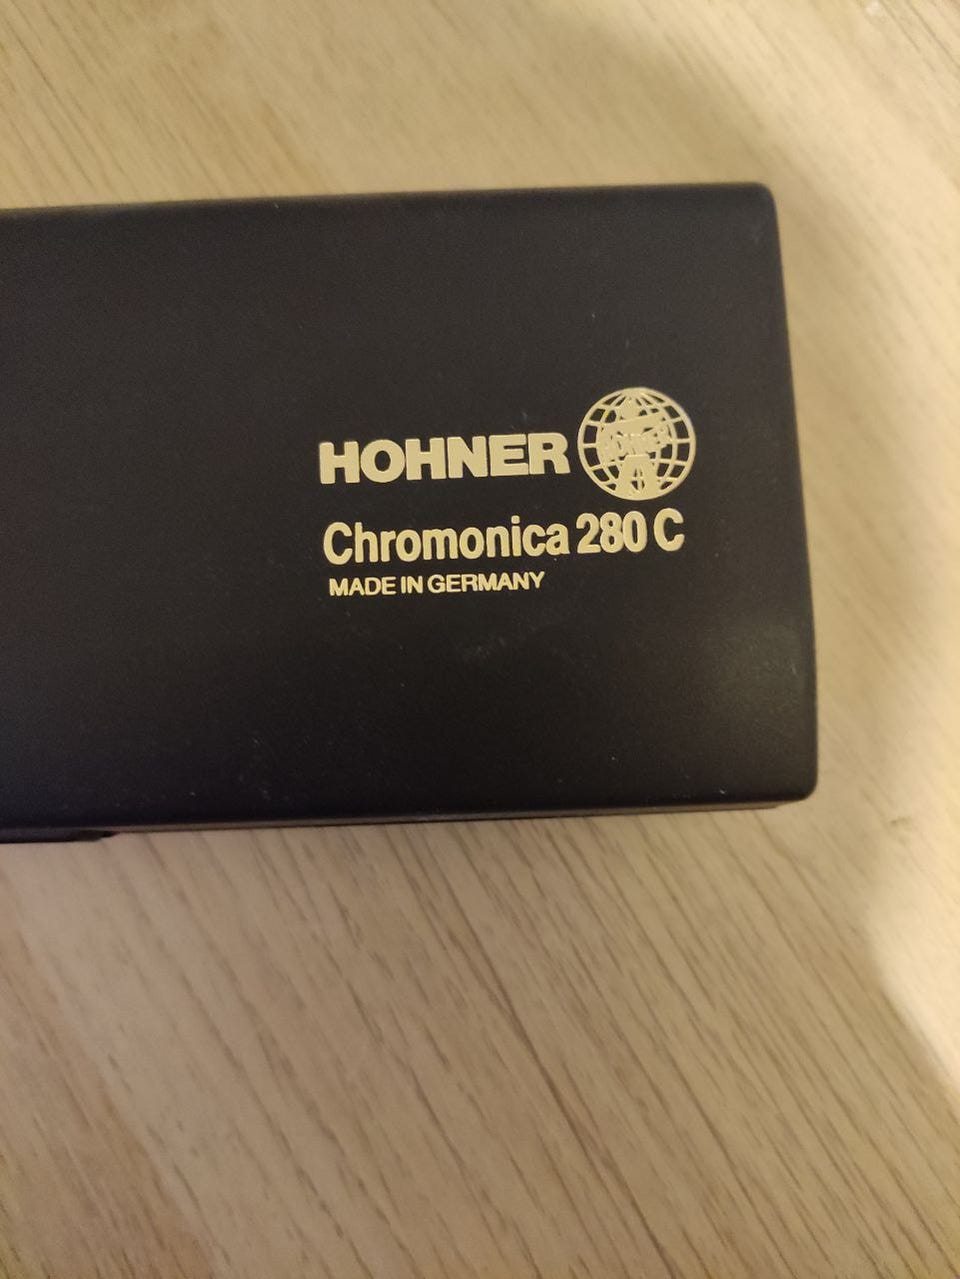 HOHNER
Chromonica 280 C
MADE IN GERMANY